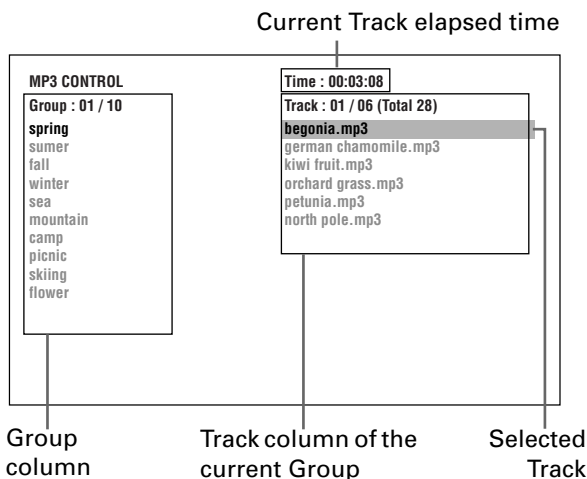 Current Track elapsed time
MP3 CONTROL
Time : 00:03:08
Group : 01 / 10
spring
sumer
fall
winter
sea
mountain
camp
picnic
skiing
flower
Track : 01 / 06 (Total 28)
begonia.mp3
german chamomile.mp3
kiwi fruit.mp3
orchard grass.mp3
petunia.mp3
north pole.mp3
Group
column
Track column of the
current Group
Selected
Track